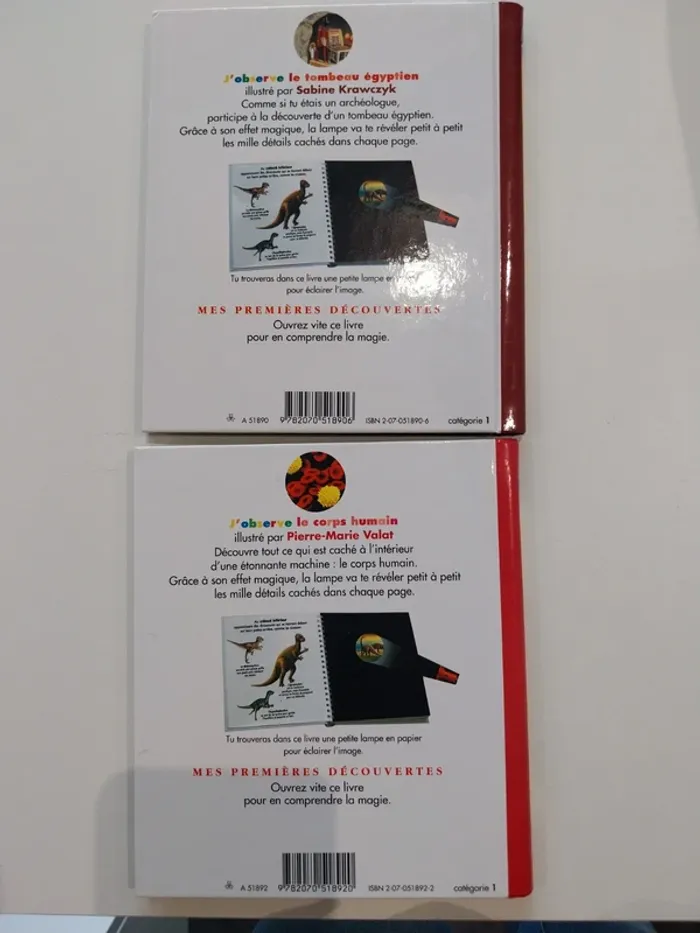 J'observe le tombeau égyptien
illustré par Sabine Krawczyk
Comme si tu étais un archéologue,
participe à la découverte d'un tombeau égyptien.
Grâce à son effet magique, la lampe va te révéler petit à petit
les mille détails cachés dans chaque page.
Tu trouveras dans ce livre une petite lampe en
pour éclairer l'image.
MES PREMIÈRES DÉCOUVERTES
Ouvrez vite ce livre
pour en comprendre la magie.
A 51890 9782070518906 ISBN 2-07-051890-6 catégorie 1
J'observe le corps humain
illustré par Pierre-Marie Valat
Découvre tout ce qui est caché à l'intérieur
d'une étonnante machine : le corps humain.
Grâce à son effet magique, la lampe va te révéler petit à petit
les mille détails cachés dans chaque page.
Tu trouveras dans ce livre une petite lampe en papier
pour éclairer l'image.
MES PREMIÈRES DÉCOUVERTES
Ouvrez vite ce livre
pour en comprendre la magie.
A 51892 9782070518920 ISBN 2-07-051892-2 catégorie 1